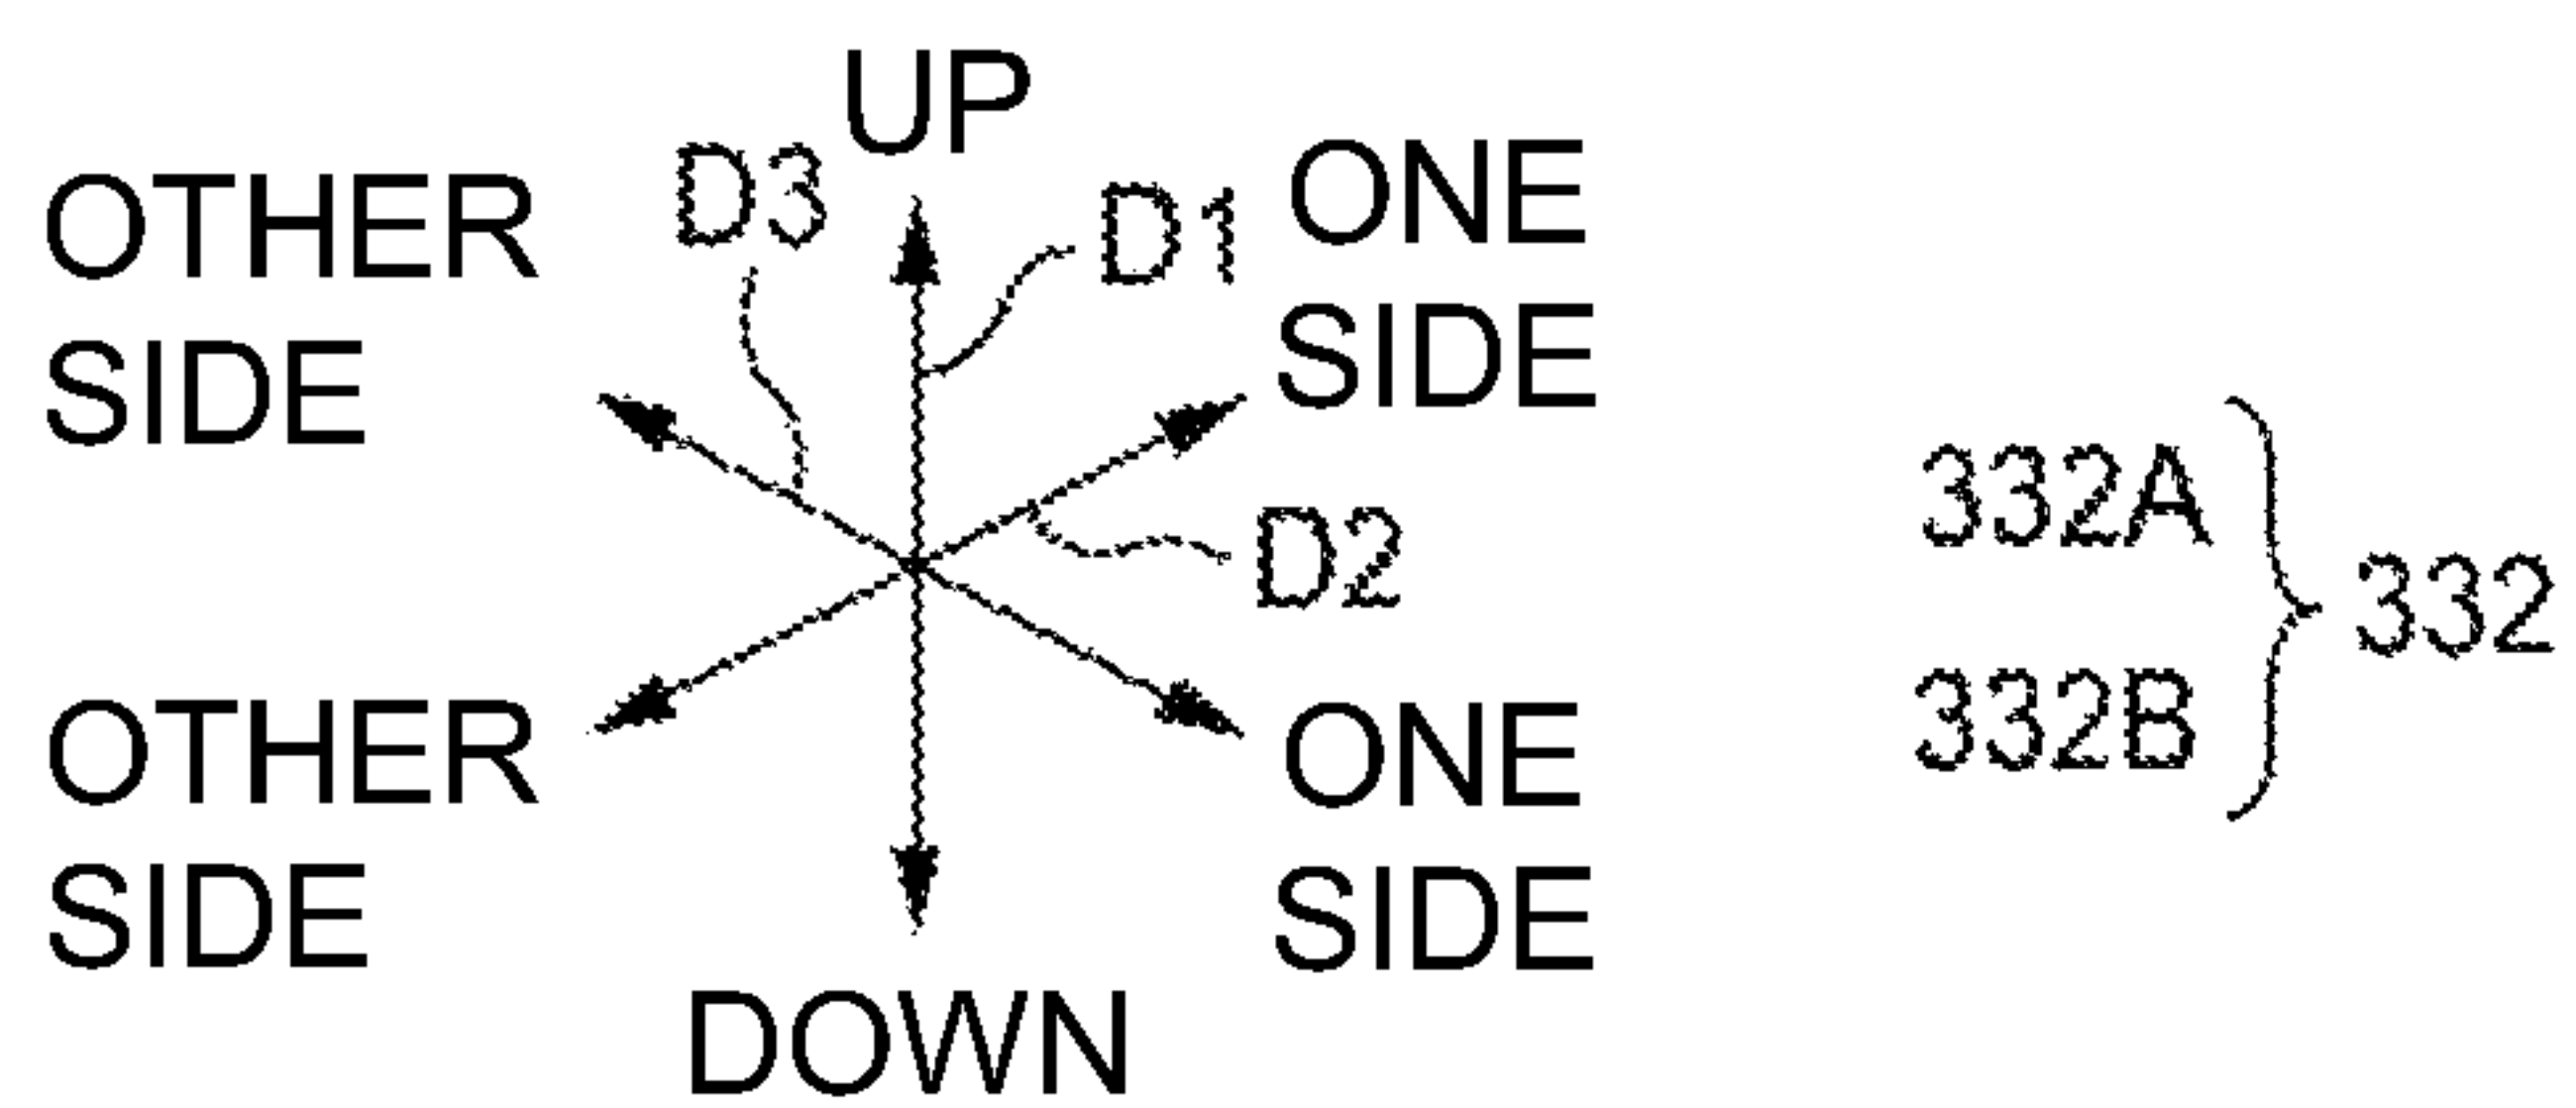 UP
D3
D1
ONE
SIDE
OTHER
SIDE
D2
332A
332B
332
OTHER
SIDE
ONE
SIDE
DOWN